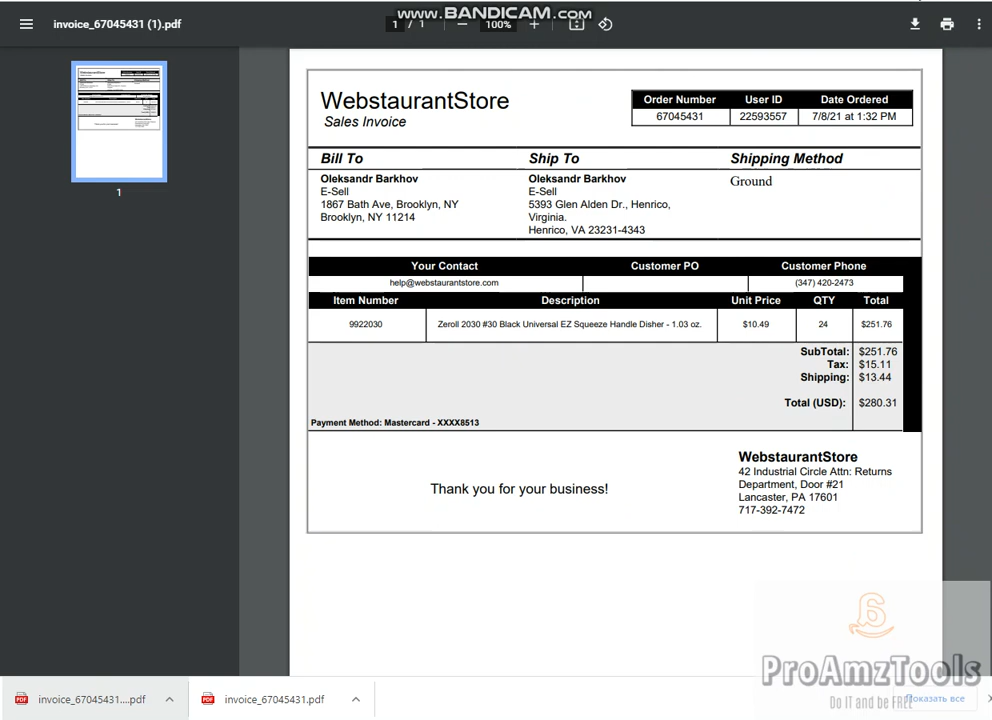 www.BANDICAM.com
invoice_67045431 (1).pdf
1 / 1
100%
1
WebstaurantStore
Sales Invoice
Order Number User ID Date Ordered
67045431 22593557 7/8/21 at 1:32 PM
Bill To Ship To Shipping Method
Oleksandr Barkhov Oleksandr Barkhov Ground
E-Sell E-Sell
1867 Bath Ave, Brooklyn, NY 5393 Glen Alden Dr., Henrico,
Brooklyn, NY 11214 Virginia.
Henrico, VA 23231-4343
Your Contact Customer PO Customer Phone
help@webstaurantstore.com (347) 420-2473
Item Number Description Unit Price QTY Total
9922030 Zeroll 2030 #30 Black Universal EZ Squeeze Handle Disher - 1.03 oz. $10.49 24 $251.76
SubTotal: $251.76
Tax: $15.11
Shipping: $13.44
Total (USD): $280.31
Payment Method: Mastercard - XXXX8513
WebstaurantStore
42 Industrial Circle Attn: Returns
Department, Door #21
Lancaster, PA 17601
717-392-7472
Thank you for your business!
ProAmzTools
Do IT and be FREE
Показать все
invoice_67045431....pdf
invoice_67045431.pdf